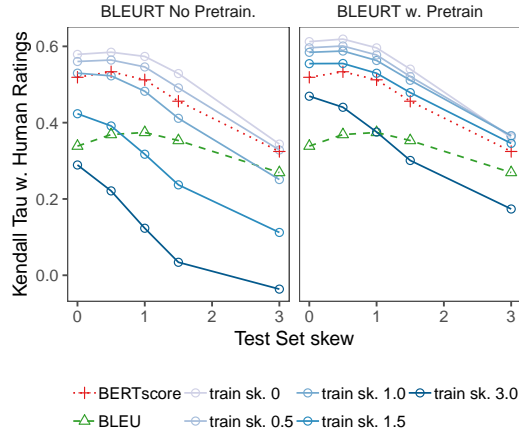 BLEURT No Pretrain. BLEURT w. Pretrain
Kendall Tau w. Human Ratings
0.6
0.4
0.2
0.0
0 1 2 3 0 1 2 3
Test Set skew
BERTscore train sk. 0 train sk. 1.0 train sk. 3.0
BLEU train sk. 0.5 train sk. 1.5